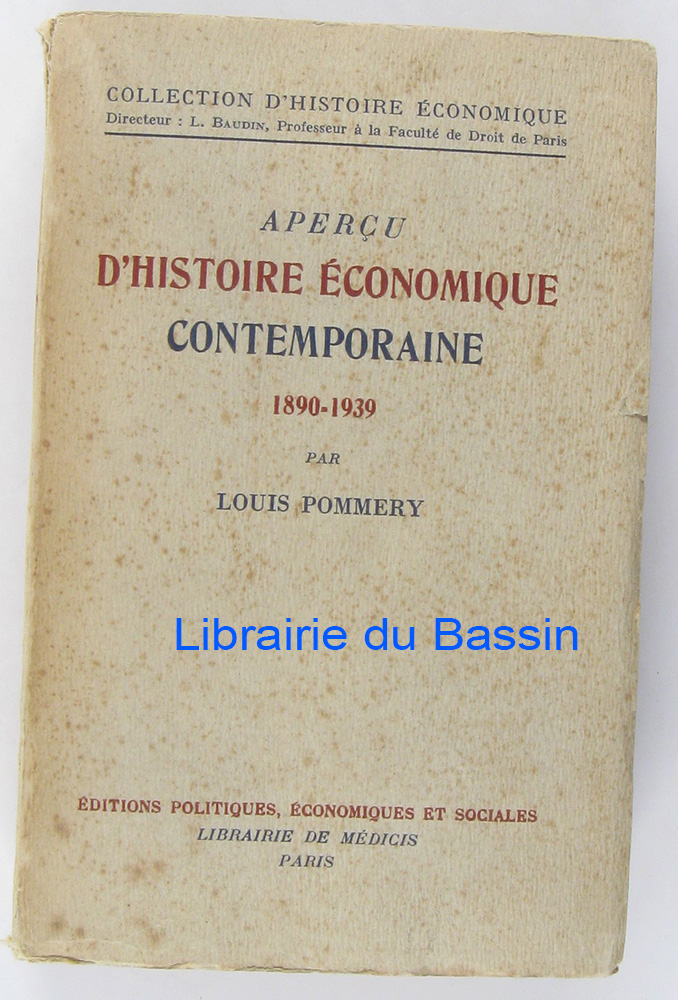 COLLECTION D'HISTOIRE ÉCONOMIQUE
Directeur : L. BAUDIN, Professeur à la Faculté de Droit de Paris
APERÇU
D'HISTOIRE ÉCONOMIQUE
CONTEMPORAINE
1890-1939
PAR
LOUIS POMMERY
Librairie du Bassin
ÉDITIONS POLITIQUES, ÉCONOMIQUES ET SOCIALES
LIBRAIRIE DE MÉDICIS
PARIS